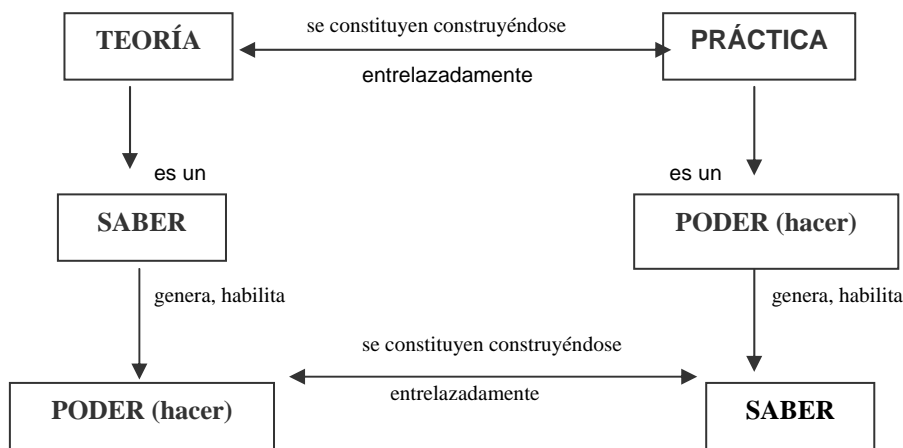 TEORÍA
se constituyen construyéndose
entrelazadamente
PRÁCTICA
es un
es un
SABER
PODER (hacer)
genera, habilita
genera, habilita
se constituyen construyéndose
entrelazadamente
PODER (hacer)
SABER